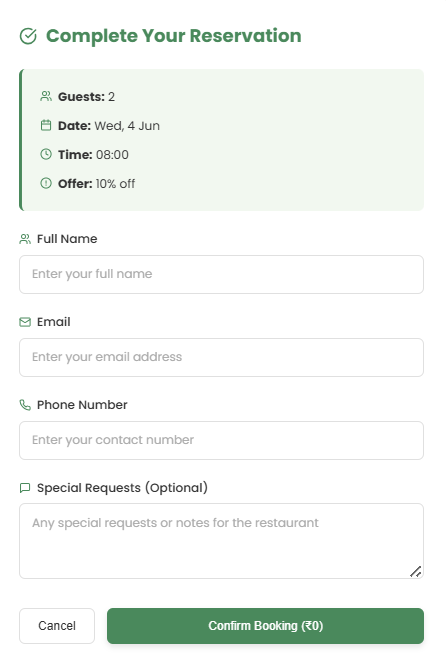 Complete Your Reservation
Guests: 2
Date: Wed, 4 Jun
Time: 08:00
Offer: 10% off
Full Name
Enter your full name
Email
Enter your email address
Phone Number
Enter your contact number
Special Requests (Optional)
Any special requests or notes for the restaurant
Cancel
Confirm Booking (₹0)